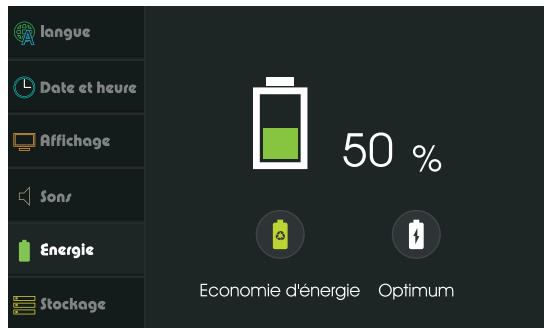 langue
Date et heure
Affichage
Sons
Energie
Stockage
50 %
Economie d'énergie
Optimum